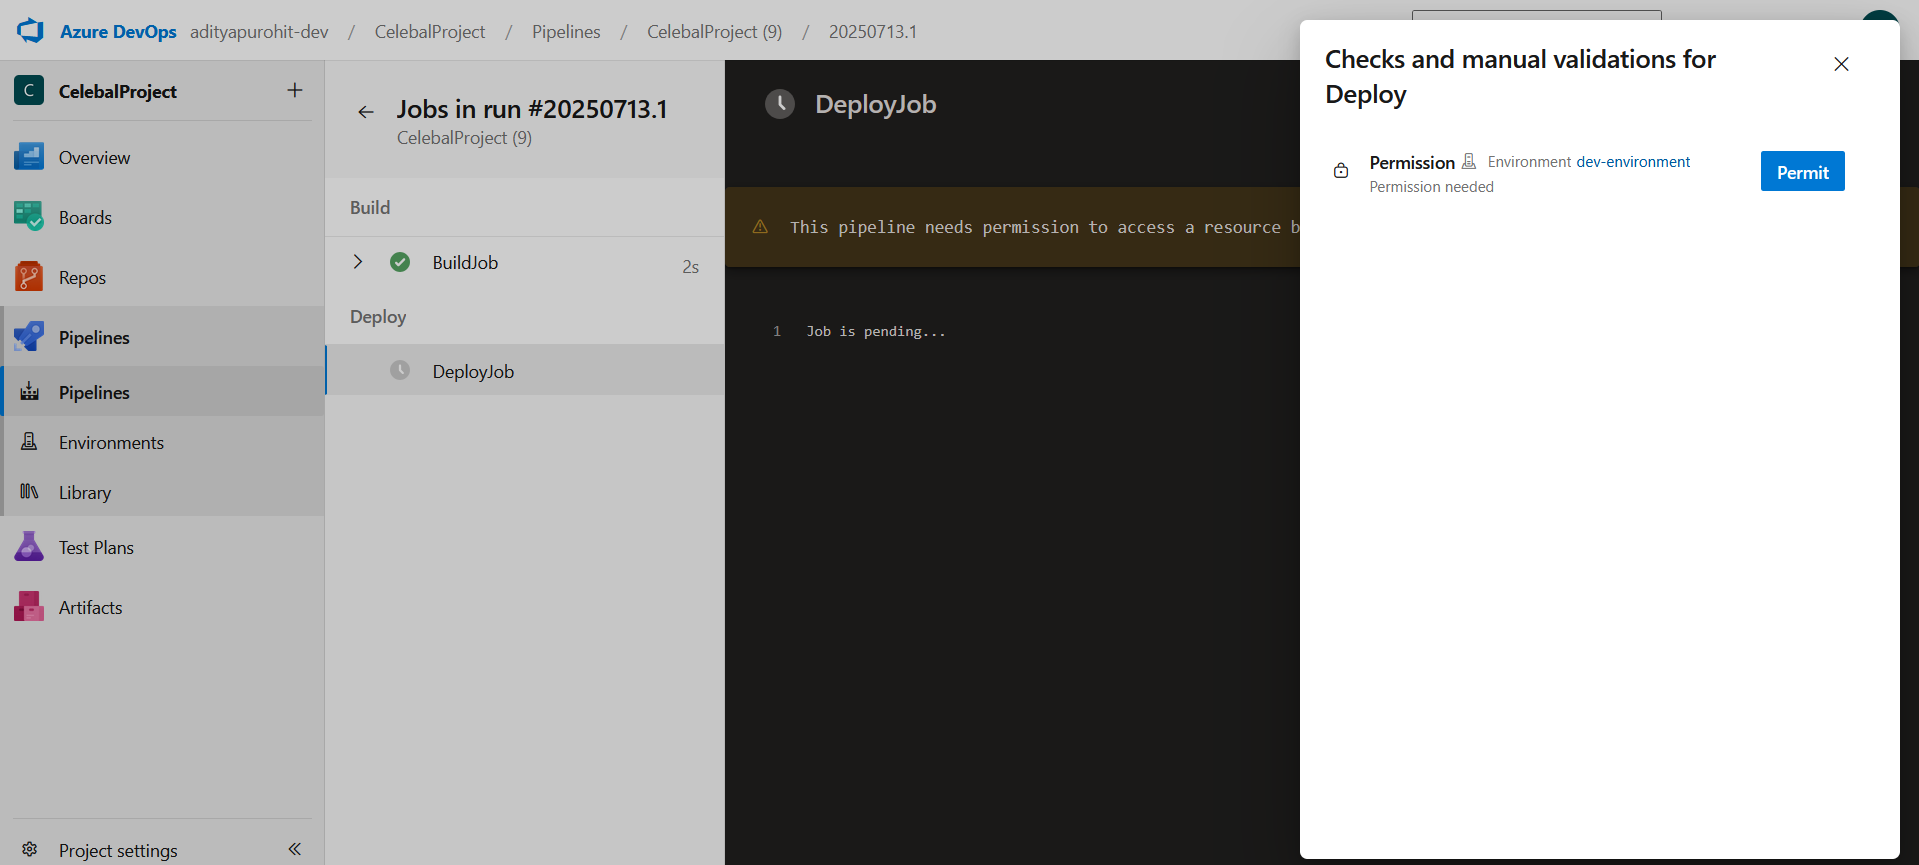 Azure DevOps adityapurohit-dev / CelebalProject / Pipelines / CelebalProject (9) / 20250713.1
C CelebalProject +
Overview
Boards
Repos
Pipelines
Pipelines
Environments
Library
Test Plans
Artifacts
Project settings
Jobs in run #20250713.1
CelebalProject (9)
Build
BuildJob 2s
Deploy
DeployJob
DeployJob
This pipeline needs permission to access a resource b
1 Job is pending...
Checks and manual validations for
Deploy
Permission Environment dev-environment
Permission needed
Permit